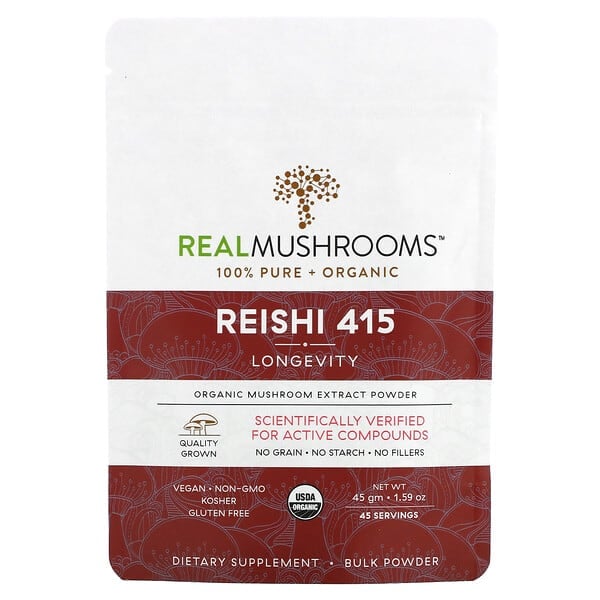 REALMUSHROOMS™
100% PURE + ORGANIC
REISHI 415
LONGEVITY
ORGANIC MUSHROOM EXTRACT POWDER
QUALITY
GROWN
SCIENTIFICALLY VERIFIED
FOR ACTIVE COMPOUNDS
NO GRAIN • NO STARCH • NO FILLERS
VEGAN • NON-GMO
KOSHER
GLUTEN FREE
USDA
ORGANIC
NET WT
45 gm • 1.59 oz
45 SERVINGS
DIETARY SUPPLEMENT • BULK POWDER